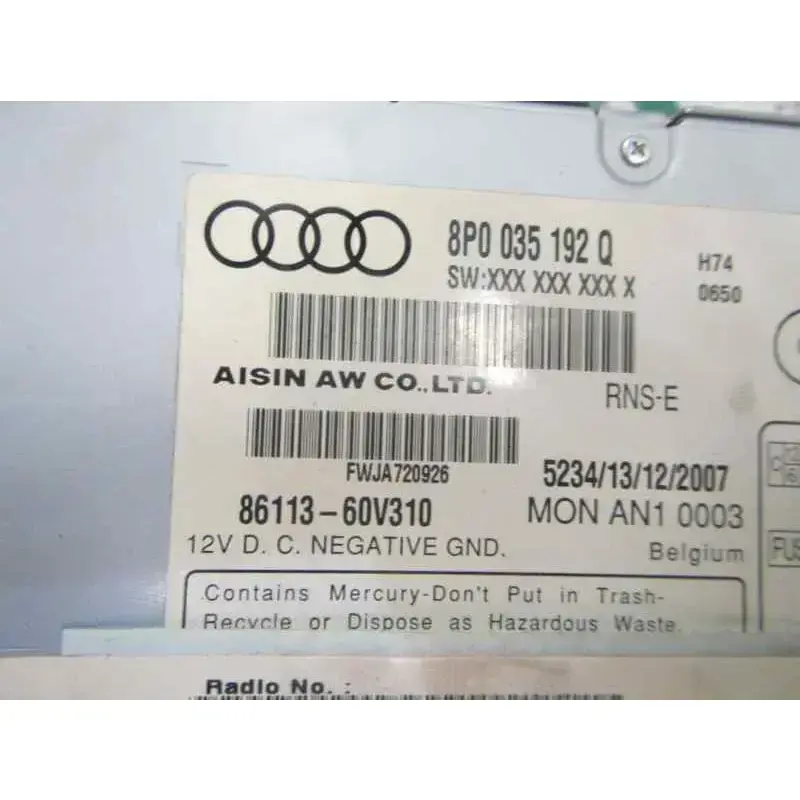 8P0 035 192 Q
SW:XXX XXX XXX X
H74
0650
AISIN AW CO.,LTD.
RNS-E
FWJA720926
5234/13/12/2007
86113-60V310
MON AN1 0003
12V D. C. NEGATIVE GND.
Belgium
Contains Mercury-Don't Put in Trash-
Recycle or Dispose as Hazardous Waste.
Radio No. :